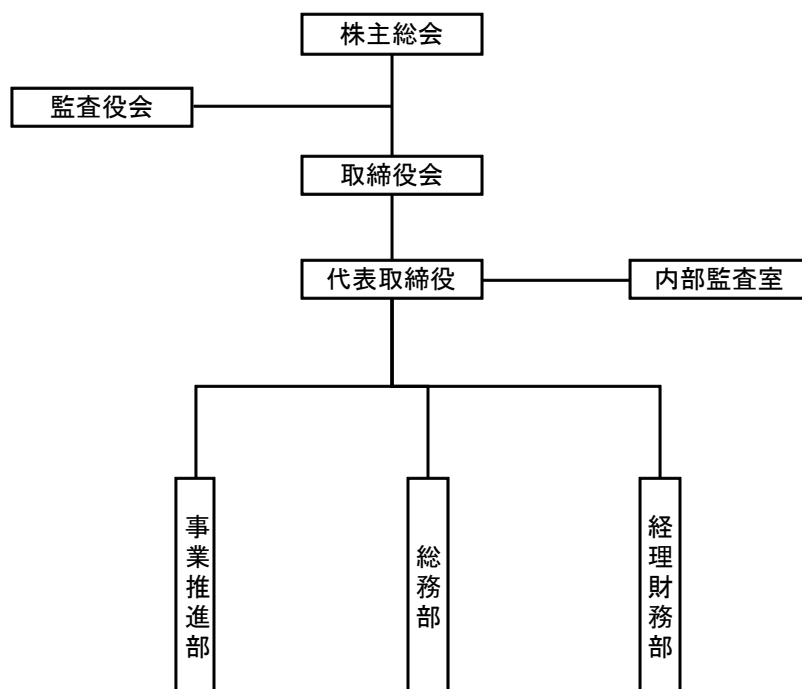 株主総会
監査役会
取締役会
代表取締役
内部監査室
事業推進部
総務部
経理財務部